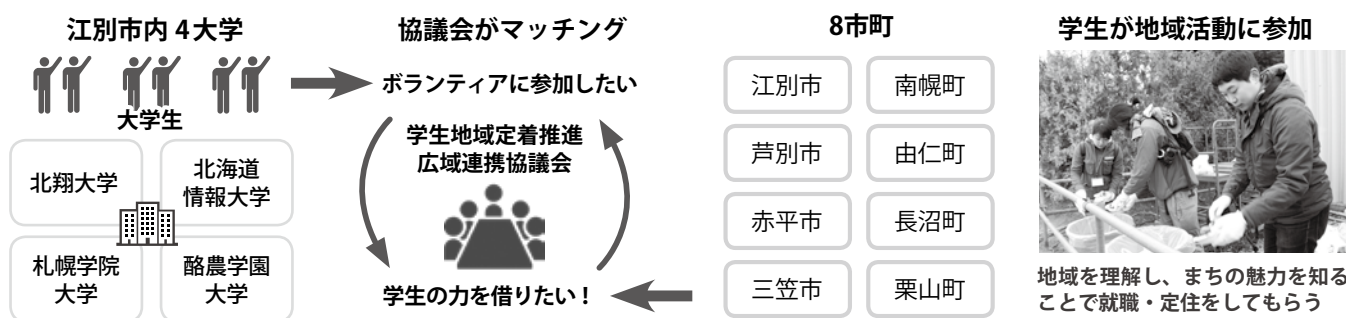 江別市内4大学
大学生
北翔大学
北海道
情報大学
札幌学院
大学
酪農学園
大学
協議会がマッチング
ボランティアに参加したい
学生地域定着推進
広域連携協議会
学生の力を借りたい！
8市町
江別市
南幌町
芦別市
由仁町
赤平市
長沼町
三笠市
栗山町
学生が地域活動に参加
地域を理解し、まちの魅力を知る
ことで就職・定住をしてもらう